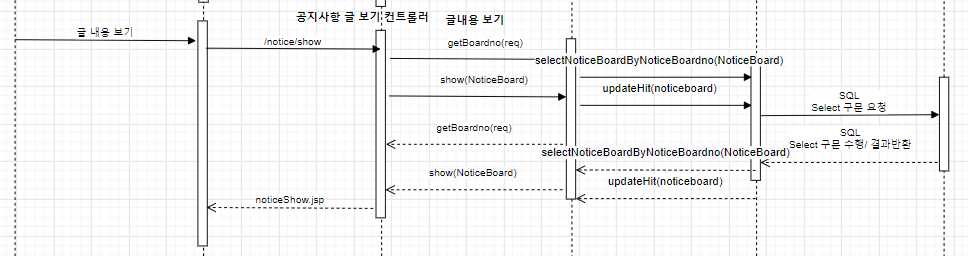 공지사항 글 보기 컨트롤러
글내용 보기
글 내용 보기
/notice/show
getBoardno(req)
selectNoticeBoardByNoticeBoardno(NoticeBoard)
show(NoticeBoard)
updateHit(noticeboard)
SQL
Select 구문 요청
getBoardno(req)
SQL
Select 구문 수행/ 결과반환
selectNoticeBoardByNoticeBoardno(NoticeBoard)
show(NoticeBoard)
updateHit(noticeboard)
noticeShow.jsp